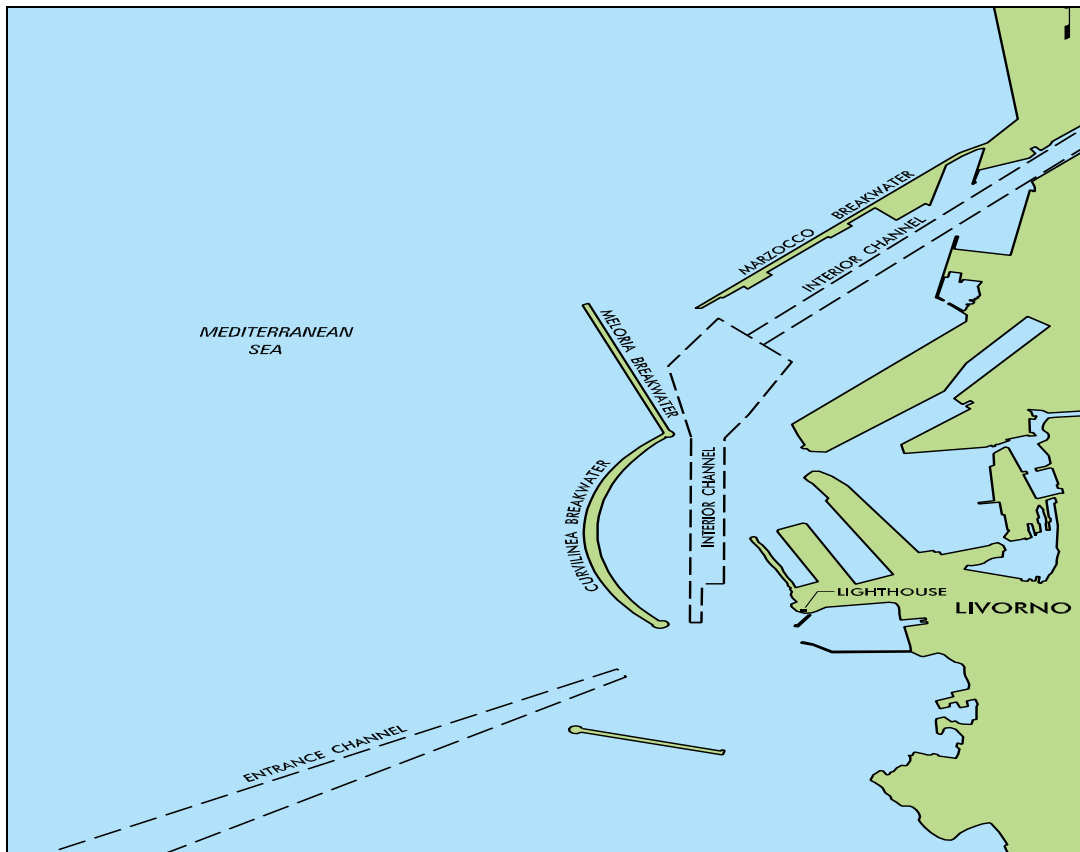 MARZOCCO BREAKWATER
INTERIOR CHANNEL
MEDITERRANEAN
SEA
MELORIA BREAKWATER
CURVILINEA BREAKWATER
INTERIOR CHANNEL
LIGHTHOUSE
LIVORNO
ENTRANCE CHANNEL